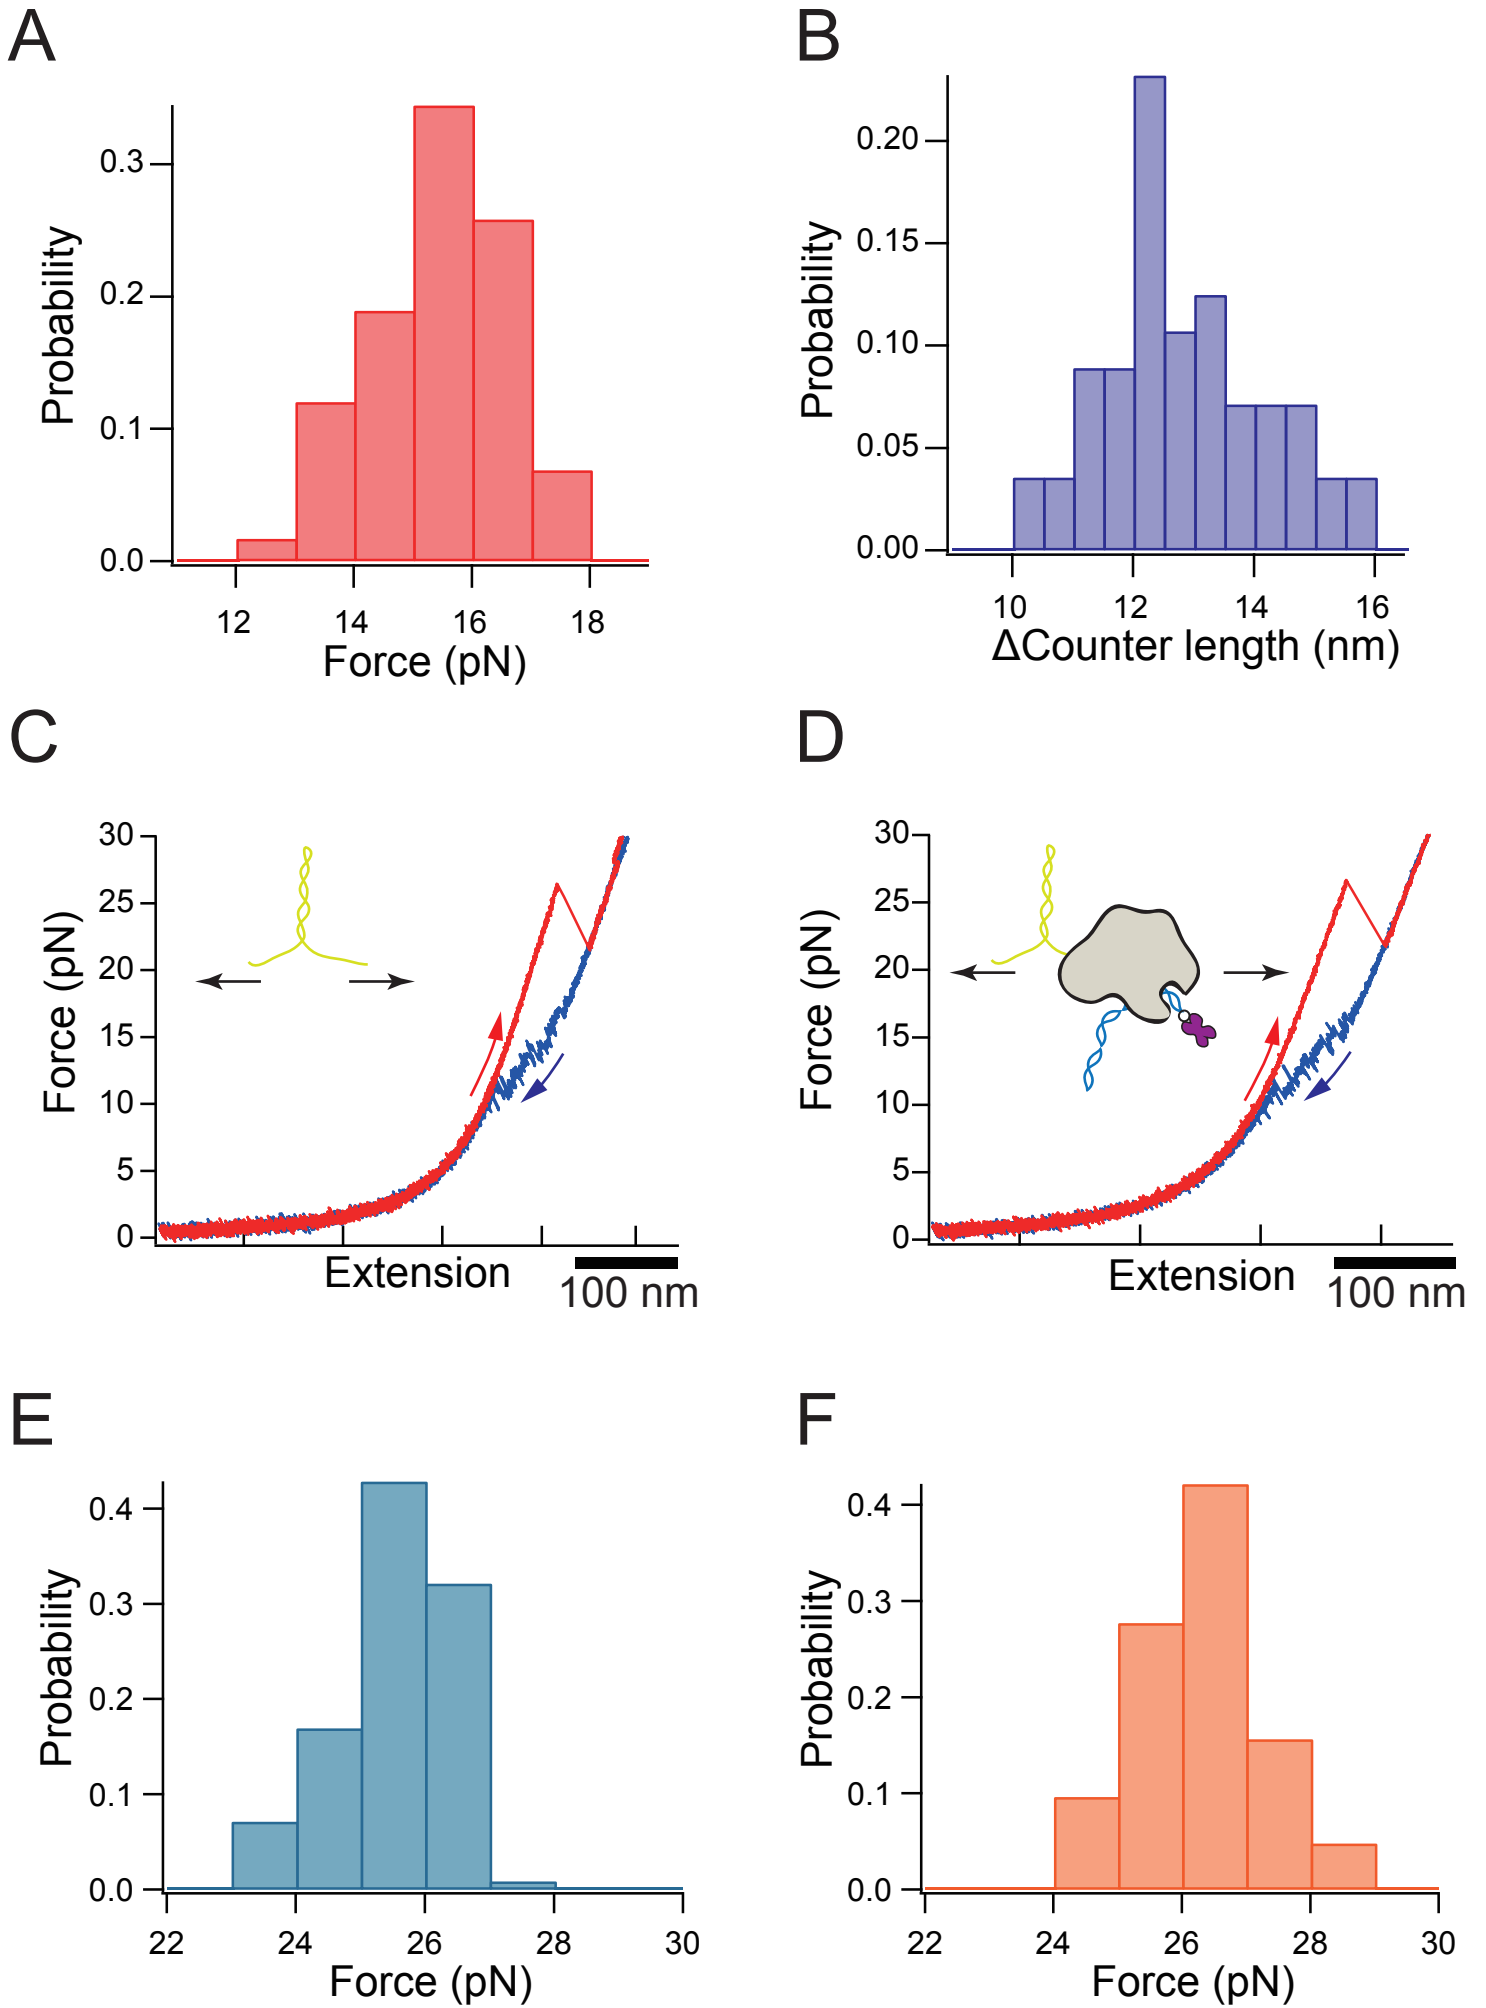 A
Probability
0.3
0.2
0.1
0.0
12 14 16 18
Force (pN)
B
Probability
0.20
0.15
0.10
0.05
0.00
10 12 14 16
ΔCounter length (nm)
C
Force (pN)
30
25
20
15
10
5
0
Extension
100 nm
D
Force (pN)
30
25
20
15
10
5
0
Extension
100 nm
E
Probability
0.4
0.3
0.2
0.1
0.0
22 24 26 28 30
Force (pN)
F
Probability
0.4
0.3
0.2
0.1
0.0
22 24 26 28 30
Force (pN)